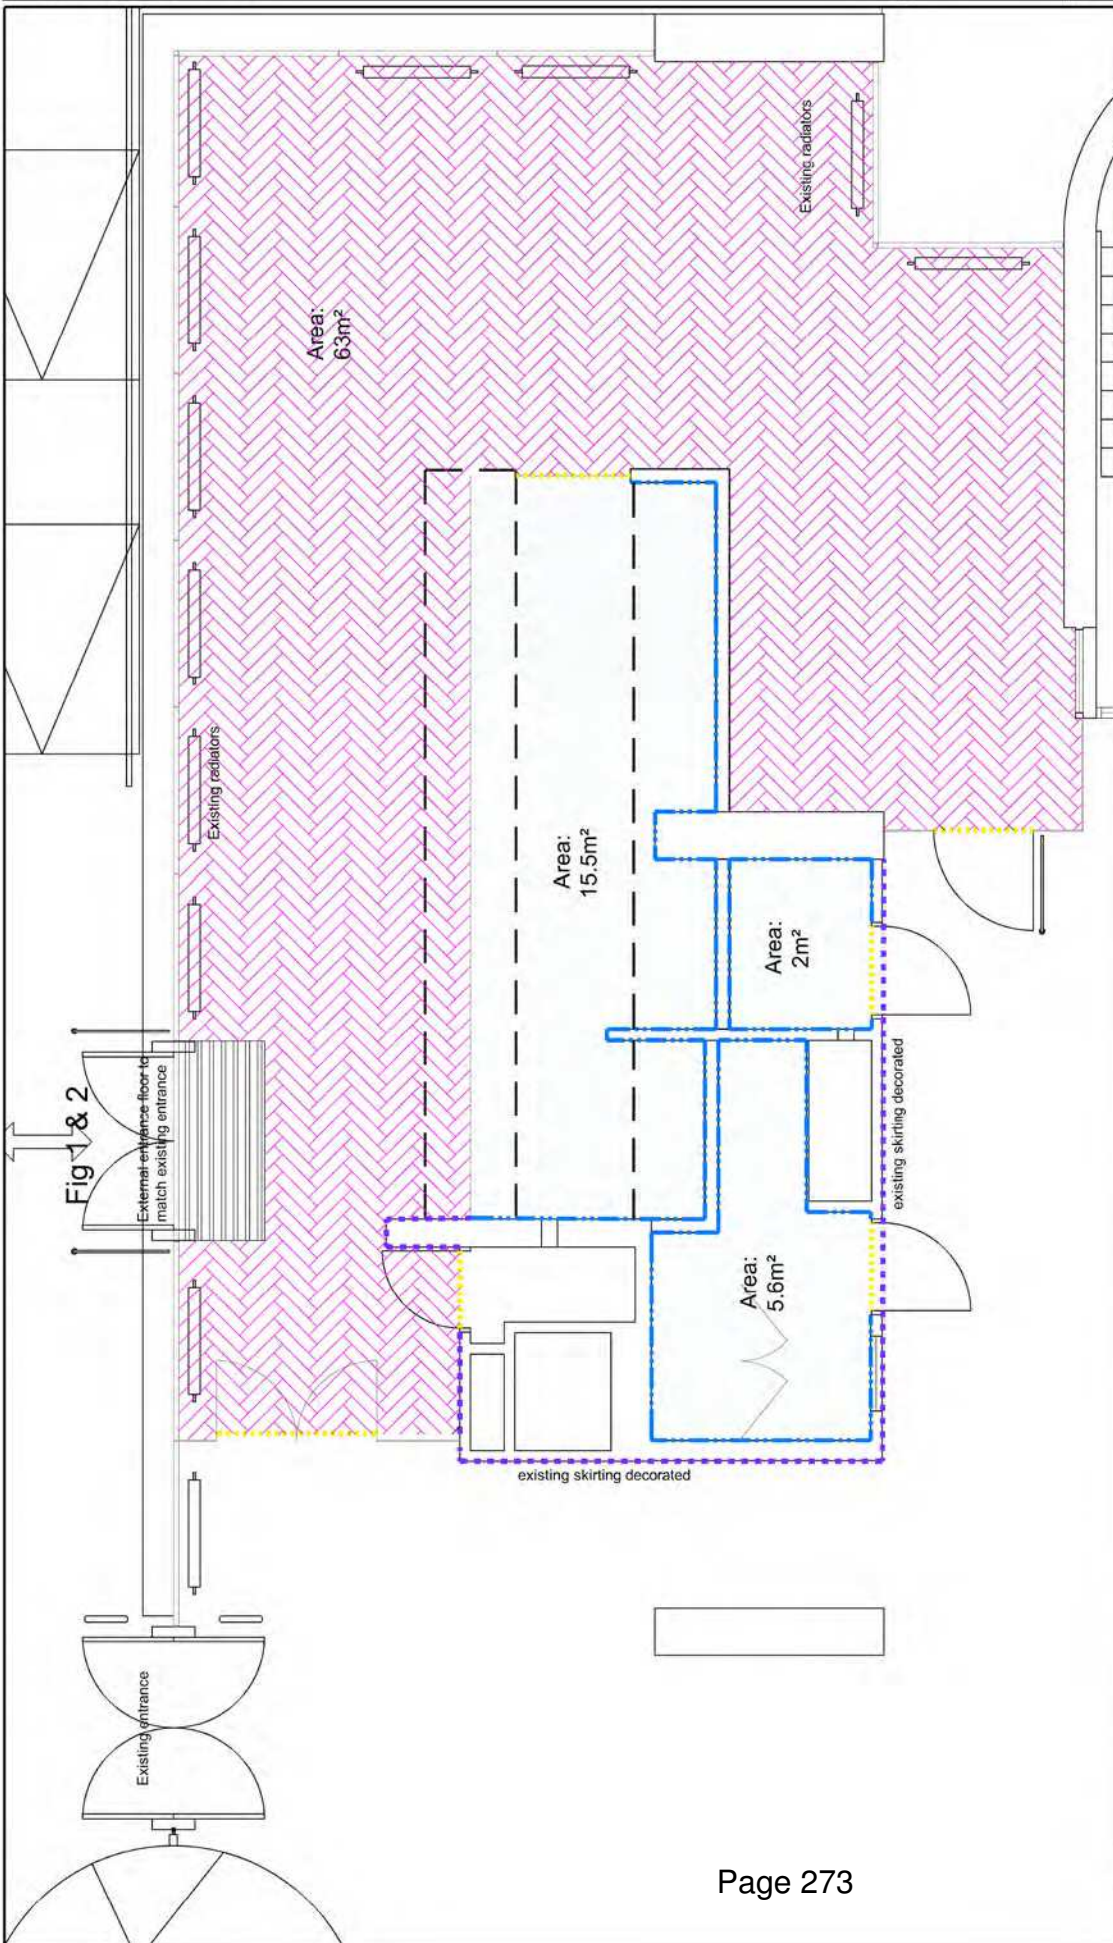 Existing radiators
Area:
63m²
Existing radiators
Area:
15.5m²
Area:
2m²
Fig 1 & 2
External entrance floor to
match existing entrance
existing skirting decorated
Area:
5.6m²
existing skirting decorated
Existing entrance
Page 273